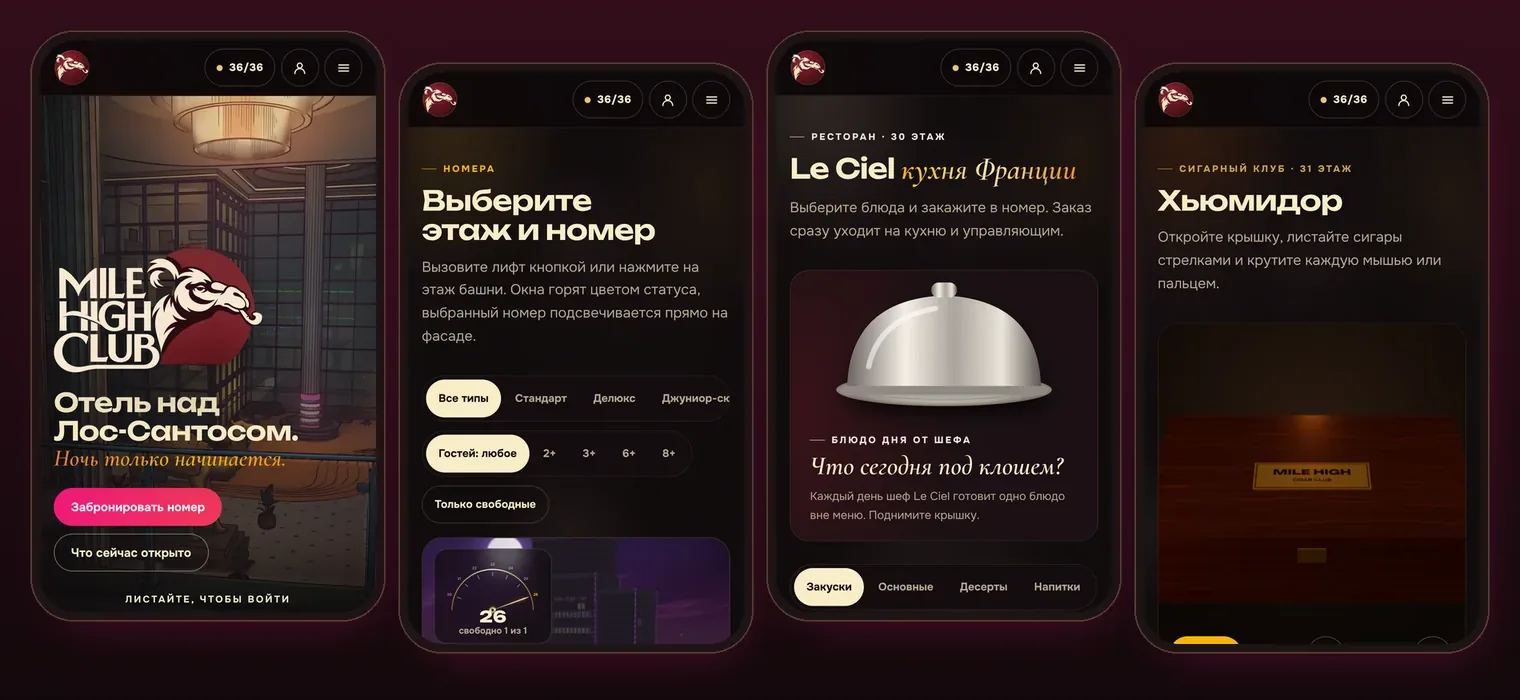 36/36
MILE
HIGH
CLUB
Отель над
Лос-Сантосом.
Ночь только начинается.
Забронировать номер
Что сейчас открыто
ЛИСТАЙТЕ, ЧТОБЫ ВОЙТИ
36/36
НОМЕРА
Выберите
этаж и номер
Вызовите лифт кнопкой или нажмите на
этаж башни. Окна горят цветом статуса,
выбранный номер подсвечивается прямо на
фасаде.
Все типы Стандарт Делюкс Джуниор-ск
Гостей: любое 2+ 3+ 6+ 8+
Только свободные
26
свободно 1 из 1
36/36
РЕСТОРАН · 30 ЭТАЖ
Le Ciel кухня Франции
Выберите блюда и закажите в номер. Заказ
сразу уходит на кухню и управляющим.
БЛЮДО ДНЯ ОТ ШЕФА
Что сегодня под клошем?
Каждый день шеф Le Ciel готовит одно блюдо
вне меню. Поднимите крышку.
Закуски Основные Десерты Напитки
36/36
СИГАРНЫЙ КЛУБ · 31 ЭТАЖ
Хьюмидор
Откройте крышку, листайте сигары
стрелками и крутите каждую мышью или
пальцем.
MILE HIGH
CIGAR CLUB